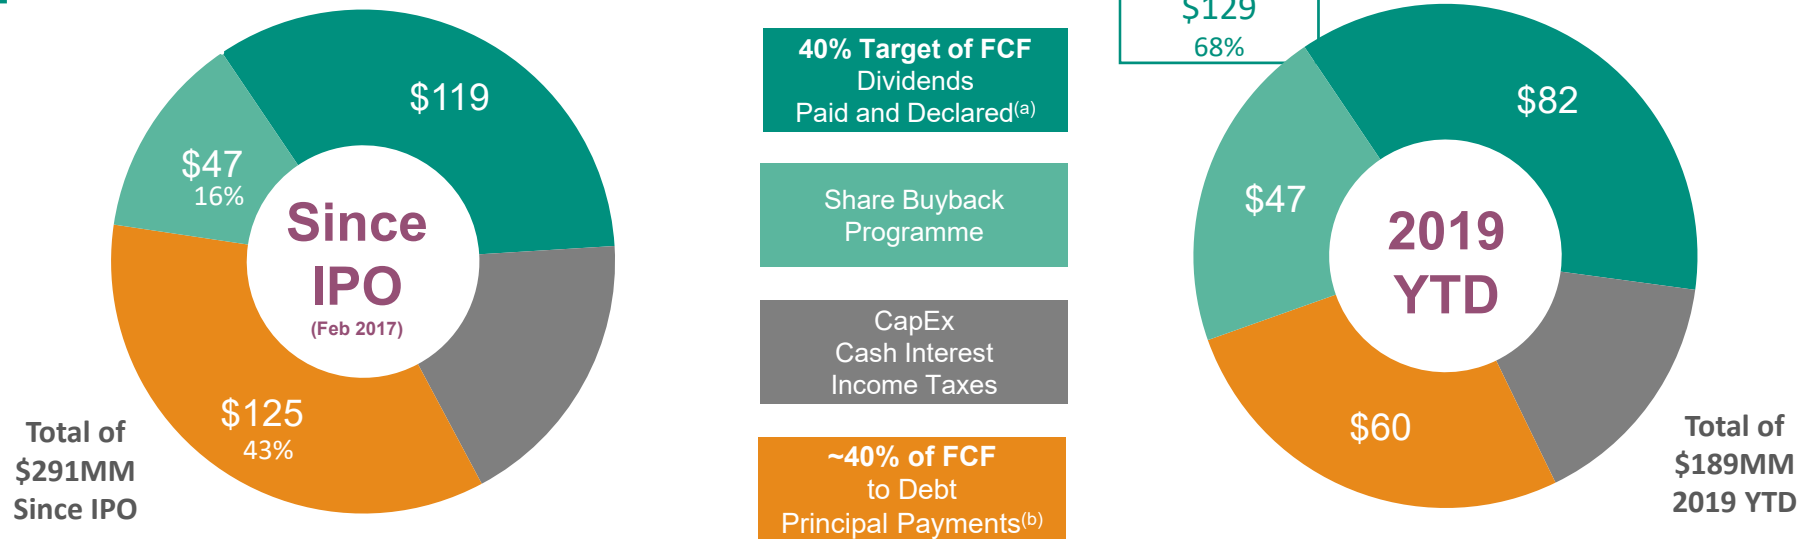 $119
$47
16%
Since
IPO
(Feb 2017)
$125
43%
Total of
$291MM
Since IPO
40% Target of FCF
Dividends
Paid and Declared(a)
Share Buyback
Programme
CapEx
Cash Interest
Income Taxes
~40% of FCF
to Debt
Principal Payments(b)
$129
68%
$82
$47
2019
YTD
$60
Total of
$189MM
2019 YTD